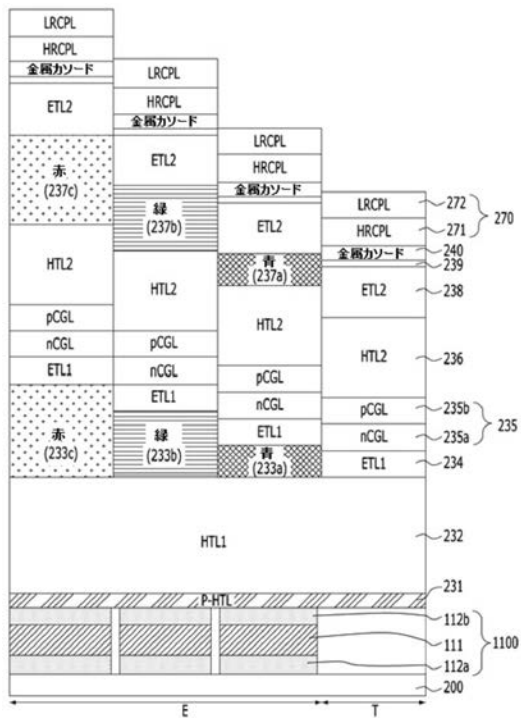 LRCPL
HRCPL
金属カソード
ETL2
赤
(237c)
HTL2
pCGL
nCGL
ETL1
赤
(233c)
LRCPL
HRCPL
金属カソード
ETL2
緑
(237b)
HTL2
pCGL
nCGL
ETL1
緑
(233b)
LRCPL
HRCPL
金属カソード
ETL2
青
(237a)
HTL2
pCGL
nCGL
ETL1
青
(233a)
LRCPL
HRCPL
金属カソード
ETL2
HTL2
pCGL
nCGL
ETL1
272
271
270
240
239
238
236
235b
235a
235
234
HTL1
232
P-HTL
231
112b
111
112a
1100
200
E
T